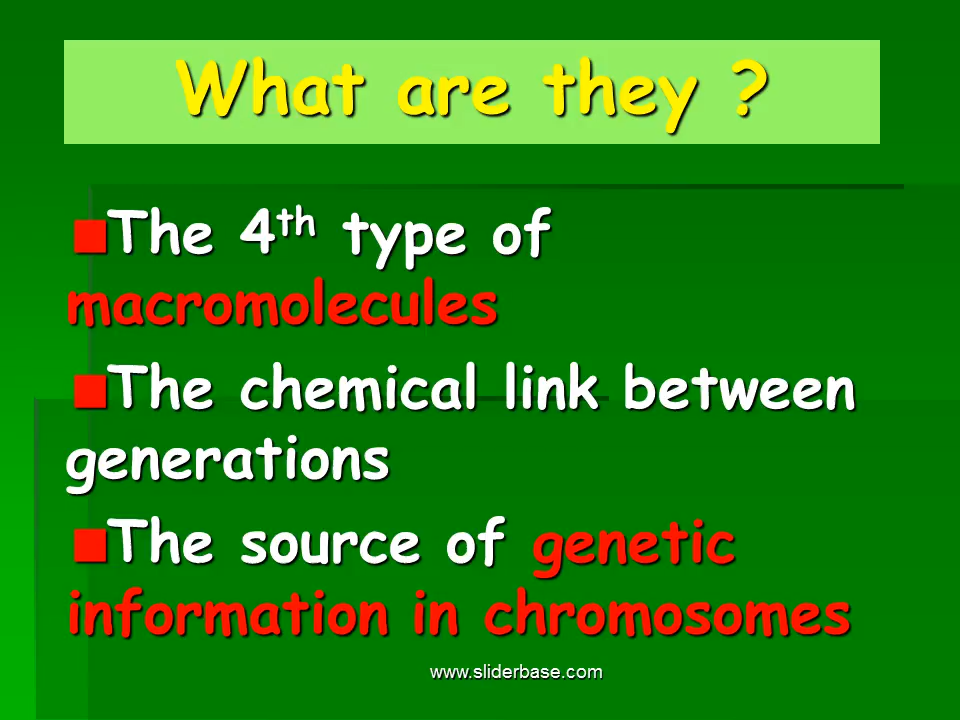 What are they ?
The 4th type of
macromolecules
The chemical link between
generations
The source of genetic
information in chromosomes
www.sliderbase.com